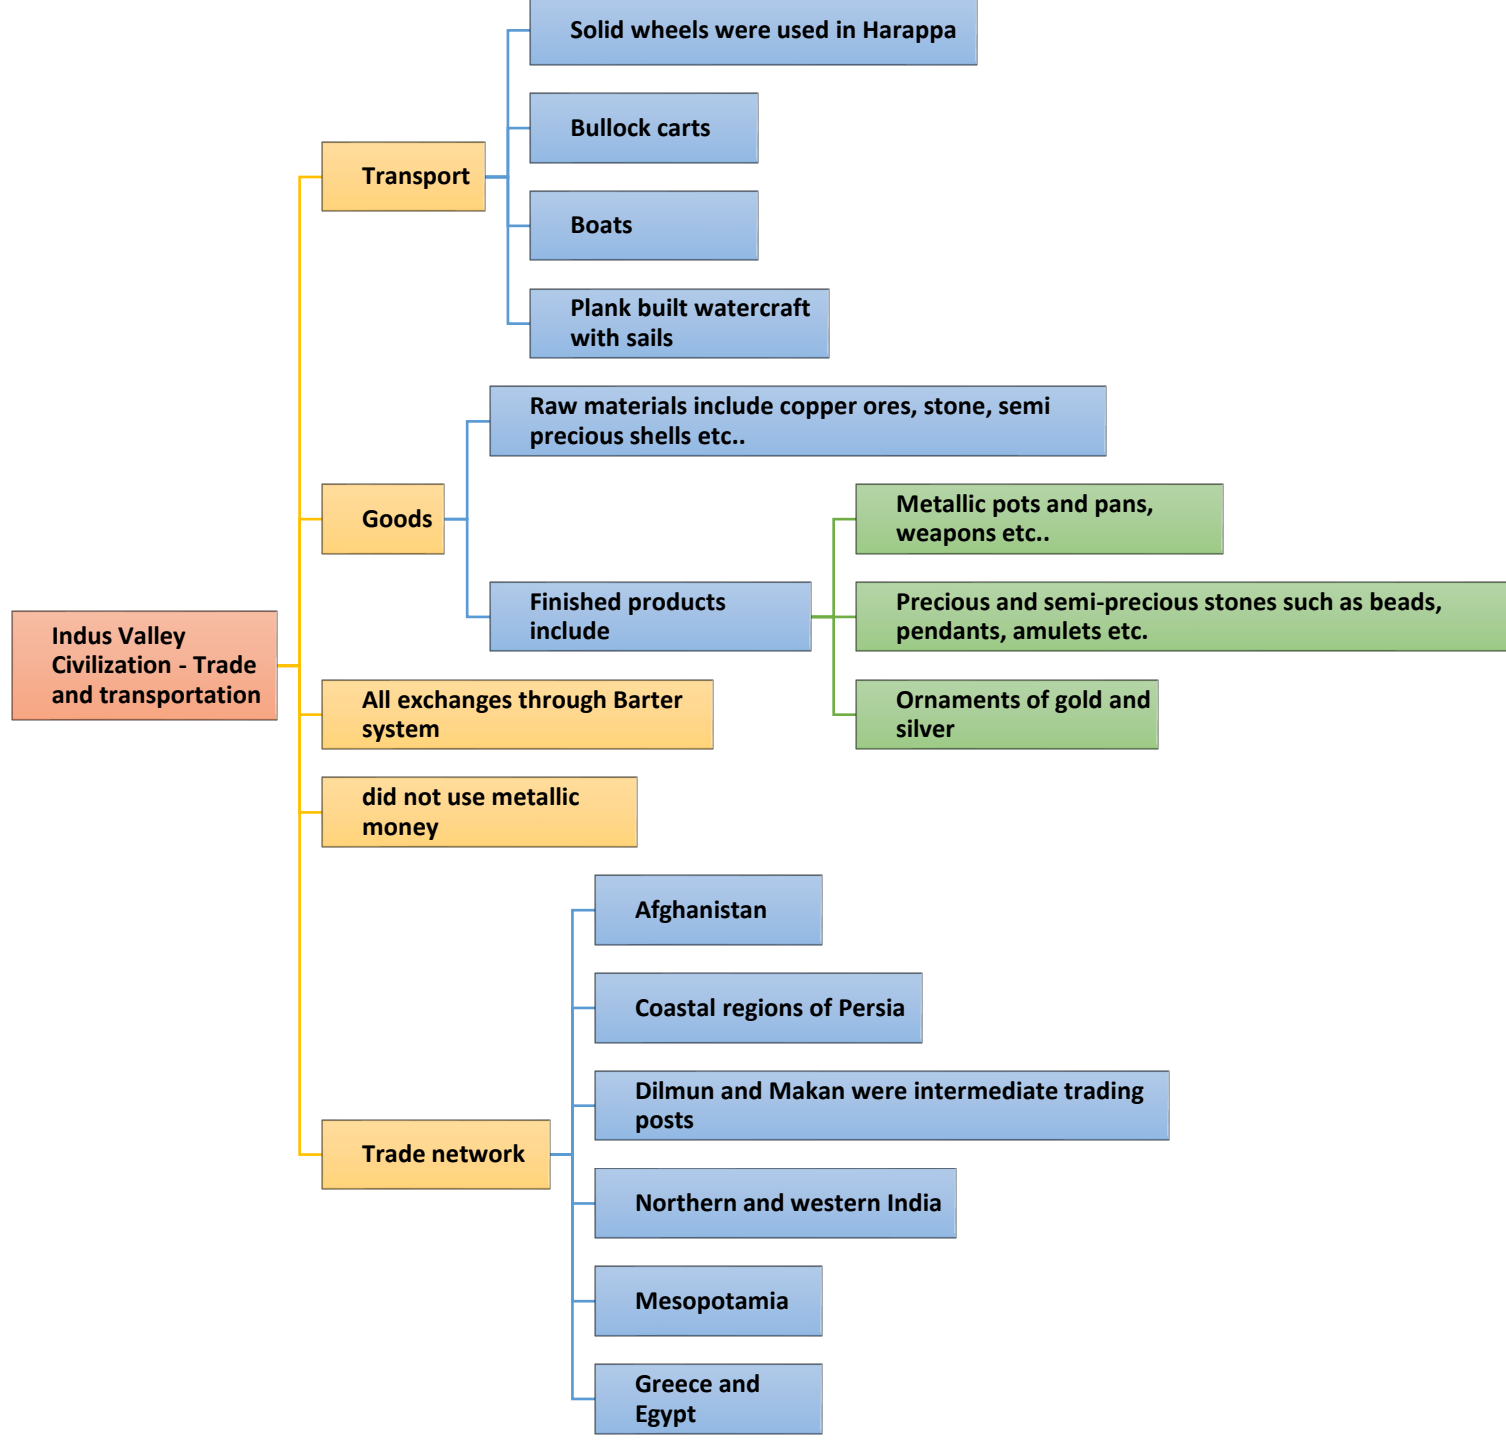 Solid wheels were used in Harappa
Bullock carts
Transport
Boats
Plank built watercraft
with sails
Raw materials include copper ores, stone, semi
precious shells etc..
Goods
Metallic pots and pans,
weapons etc..
Finished products
include
Precious and semi-precious stones such as beads,
pendants, amulets etc.
Ornaments of gold and
silver
Indus Valley
Civilization - Trade
and transportation
All exchanges through Barter
system
did not use metallic
money
Afghanistan
Coastal regions of Persia
Dilmun and Makan were intermediate trading
posts
Trade network
Northern and western India
Mesopotamia
Greece and
Egypt